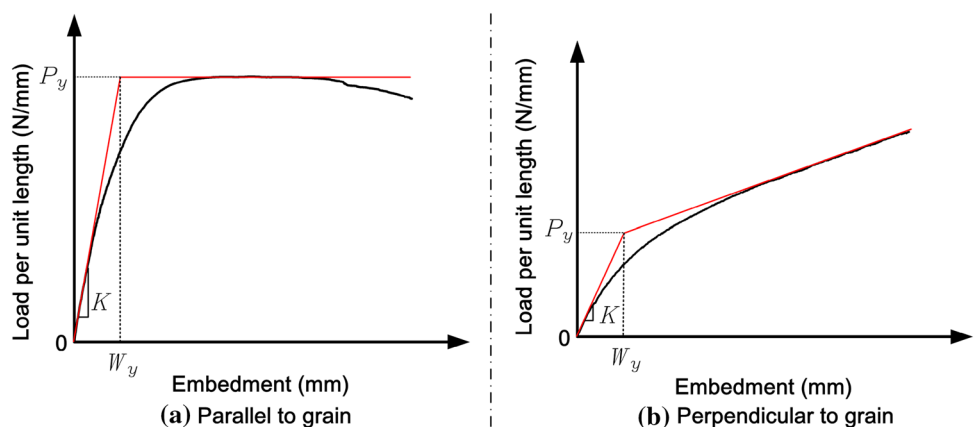 Load per unit length (N/mm)
P_y
K
0
W_y
Embedment (mm)
(a) Parallel to grain
Load per unit length (N/mm)
P_y
K
0
W_y
Embedment (mm)
(b) Perpendicular to grain